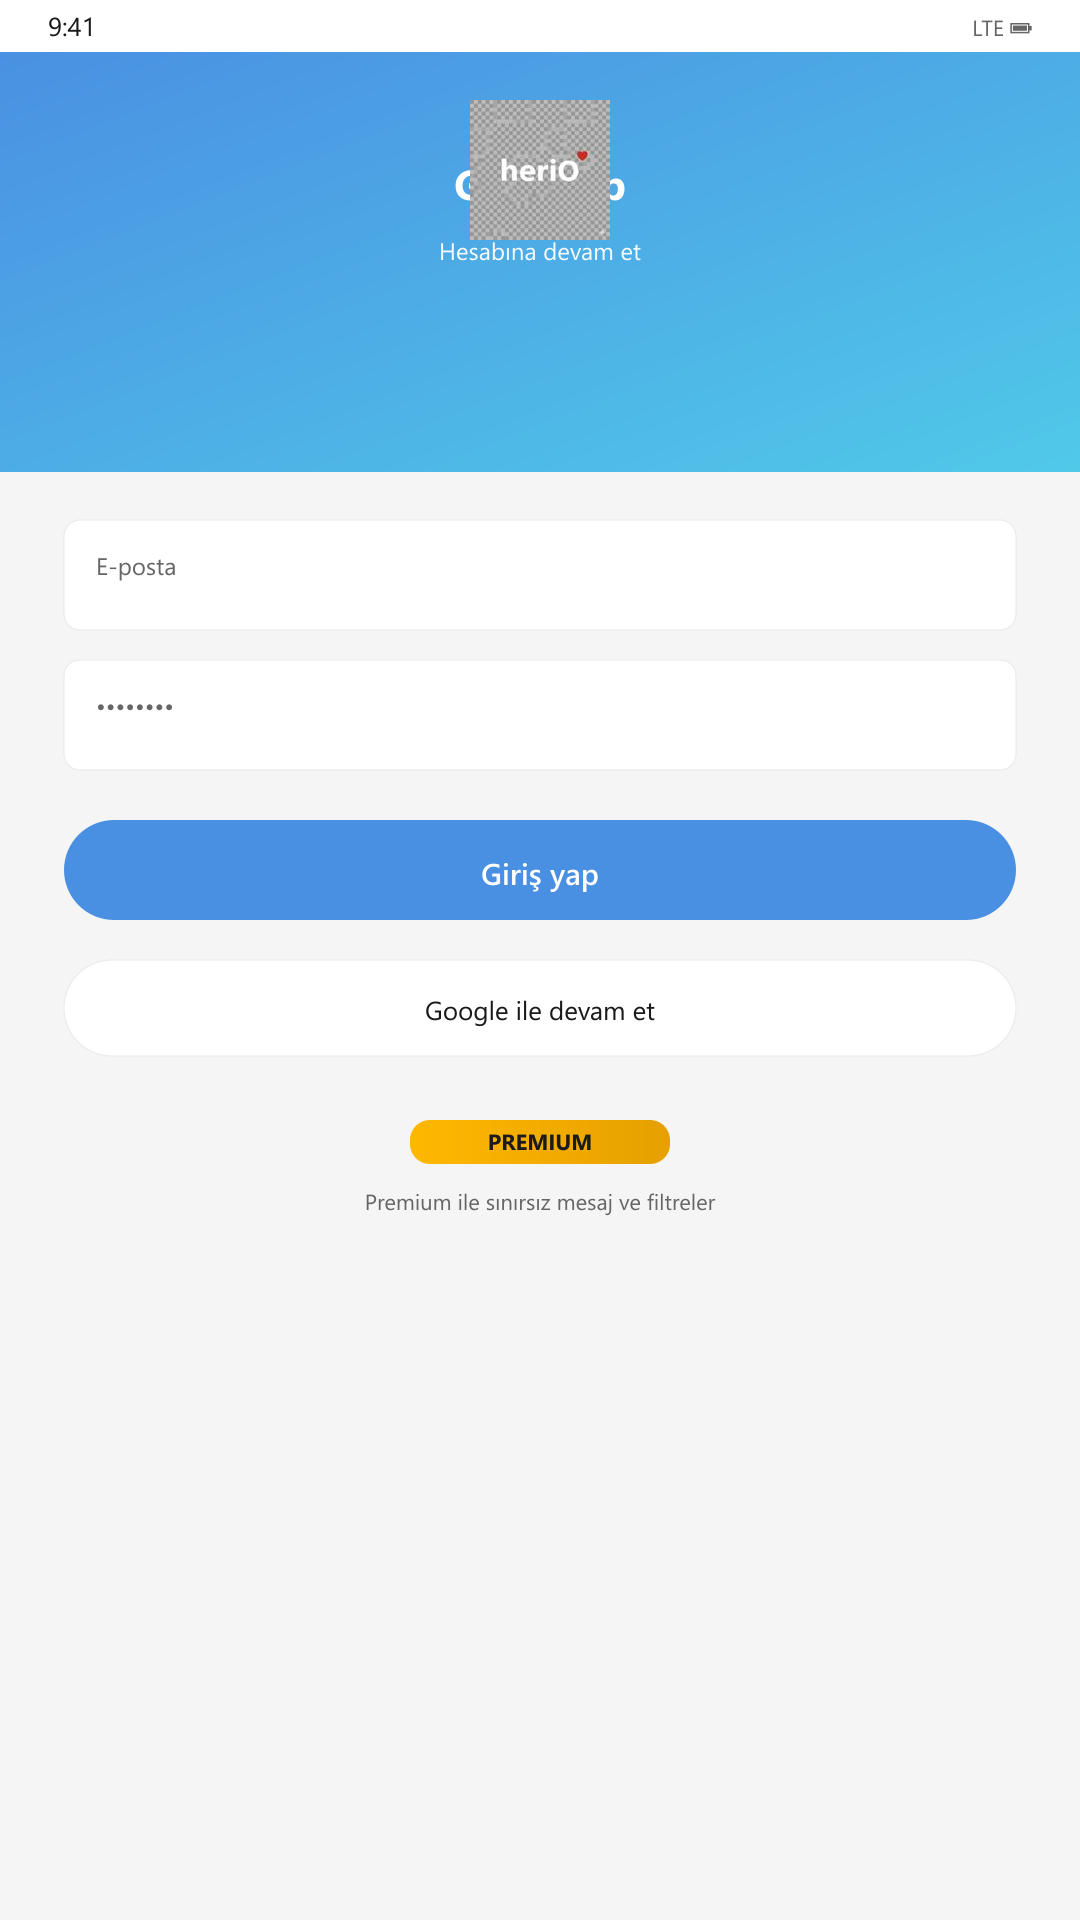 9:41
LTE
heriO
Hesabına devam et
E-posta
••••••••
Giriş yap
Google ile devam et
PREMIUM
Premium ile sınırsız mesaj ve filtreler